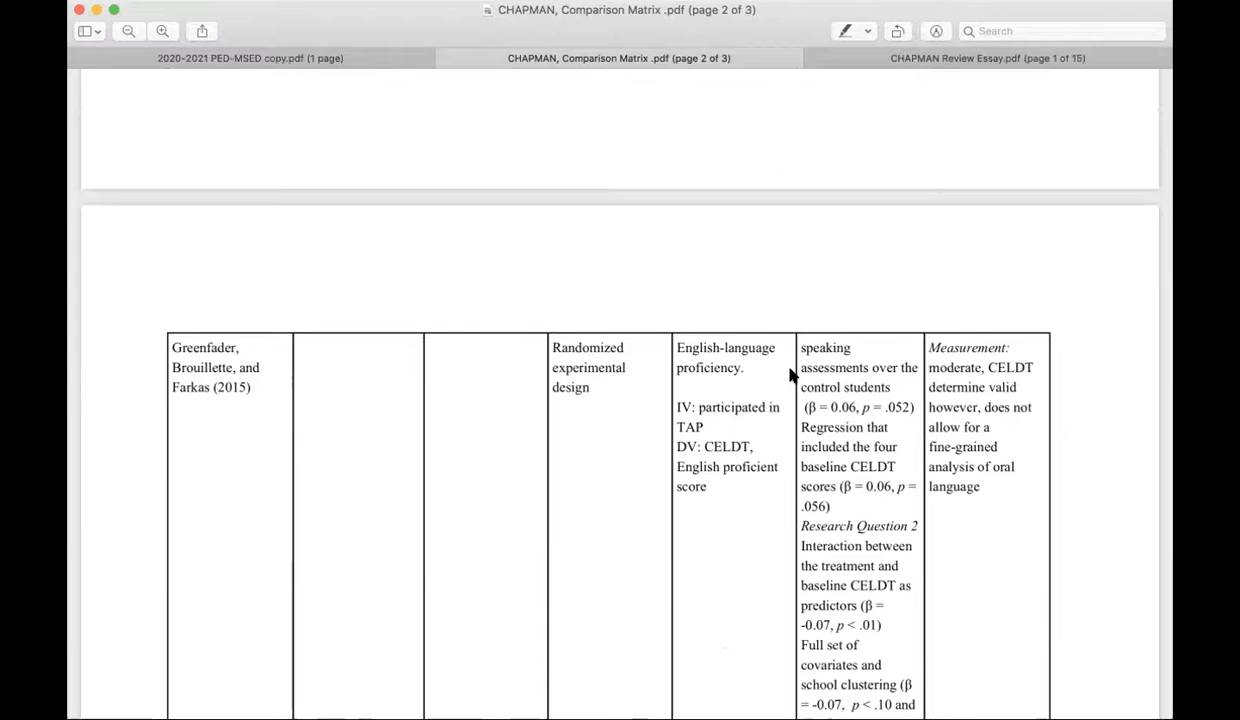 CHAPMAN, Comparison Matrix .pdf (page 2 of 3)
Search
2020-2021 PED-MSED copy.pdf (1 page)
CHAPMAN, Comparison Matrix .pdf (page 2 of 3)
CHAPMAN Review Essay.pdf (page 1 of 15)
Greenfader,
Brouillette, and
Farkas (2015)
Randomized
experimental
design
English-language
proficiency.
IV: participated in
TAP
DV: CELDT,
English proficient
score
speaking
assessments over the
control students
(β = 0.06, p = .052)
Regression that
included the four
baseline CELDT
scores (β = 0.06, p =
.056)
Research Question 2
Interaction between
the treatment and
baseline CELDT as
predictors (β =
-0.07, p < .01)
Full set of
covariates and
school clustering (β
= -0.07, p < .10 and
Measurement:
moderate, CELDT
determine valid
however, does not
allow for a
fine-grained
analysis of oral
language